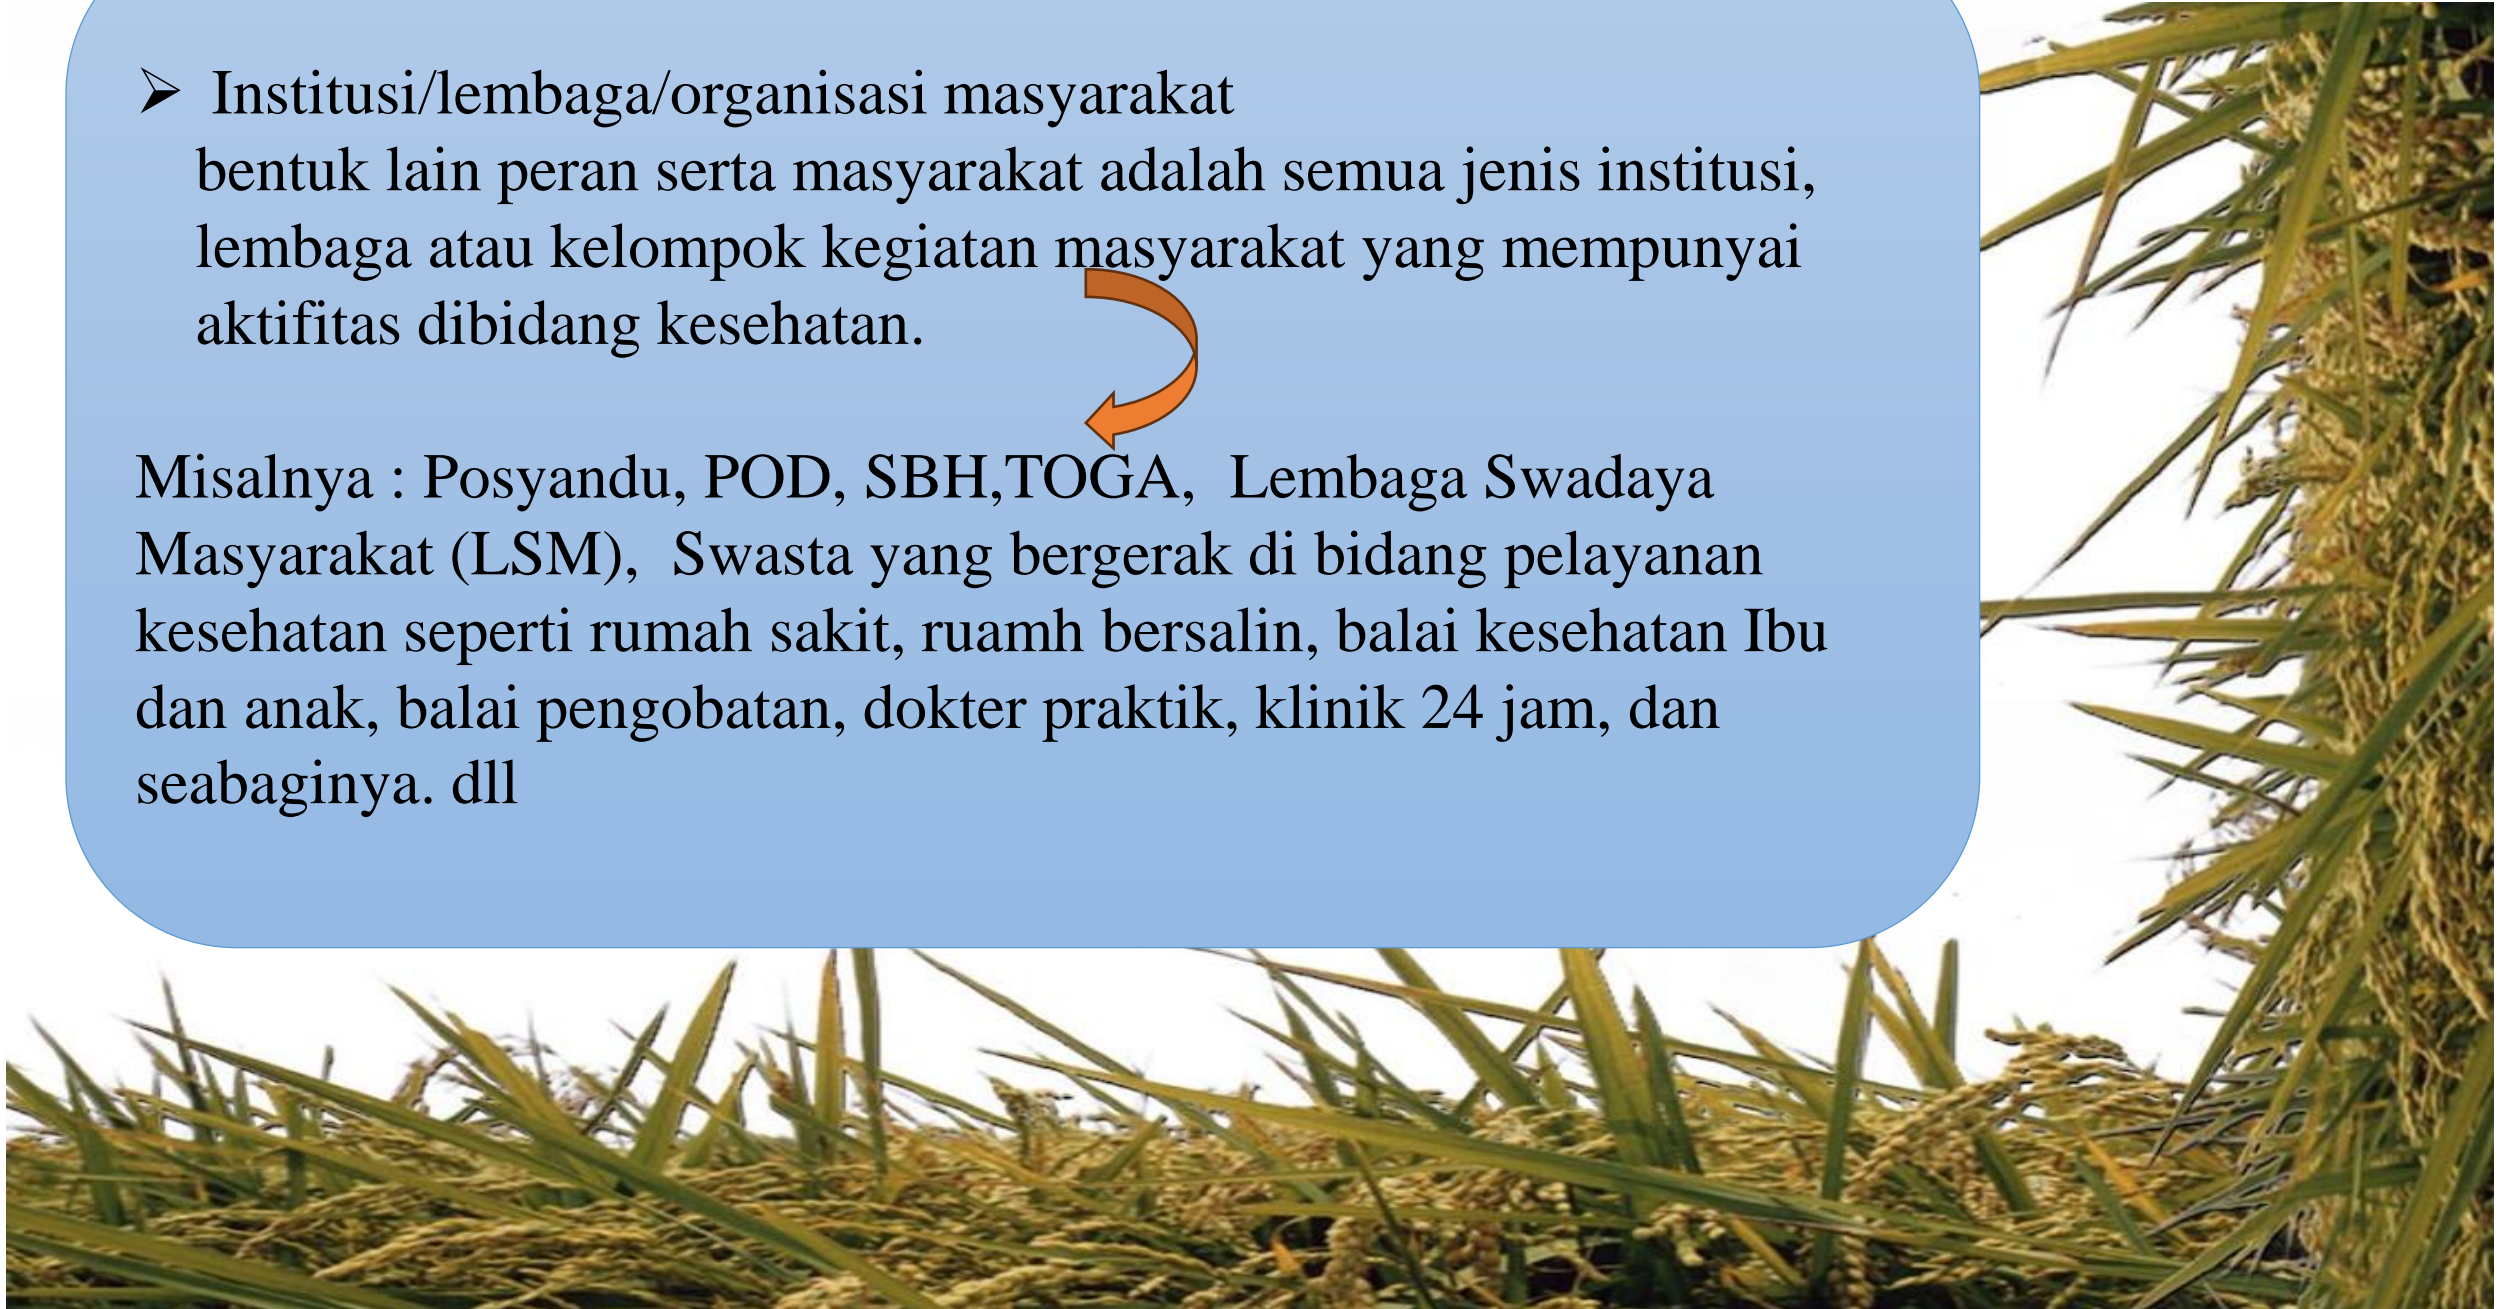 ➢ Institusi/lembaga/organisasi masyarakat
bentuk lain peran serta masyarakat adalah semua jenis institusi,
lembaga atau kelompok kegiatan masyarakat yang mempunyai
aktifitas dibidang kesehatan.
Misalnya : Posyandu, POD, SBH,TOGA, Lembaga Swadaya
Masyarakat (LSM), Swasta yang bergerak di bidang pelayanan
kesehatan seperti rumah sakit, ruamh bersalin, balai kesehatan Ibu
dan anak, balai pengobatan, dokter praktik, klinik 24 jam, dan
seabaginya. dll